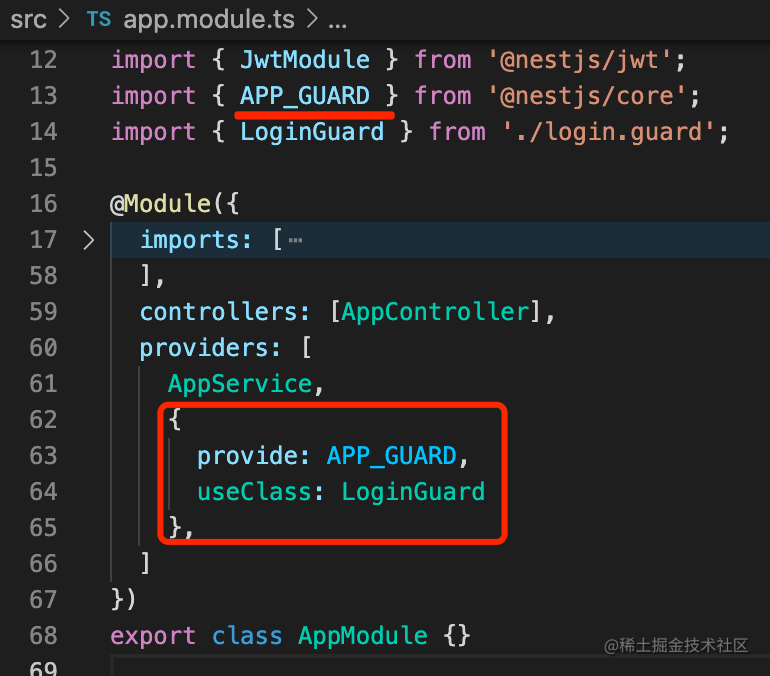 src > TS app.module.ts > ...
12 import { JwtModule } from '@nestjs/jwt';
13 import { APP_GUARD } from '@nestjs/core';
14 import { LoginGuard } from './login.guard';
15
16 @Module({
17 > imports: [ ⋯
58 ],
59 controllers: [AppController],
60 providers: [
61 AppService,
62 {
63 provide: APP_GUARD,
64 useClass: LoginGuard
65 },
66 ]
67 })
68 export class AppModule {}
69
@稀土掘金技术社区